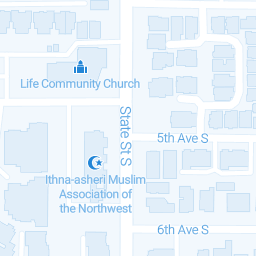 Life Community Church
State St S
5th Ave S
Ithna-asheri Muslim
Association of
the Northwest
6th Ave S